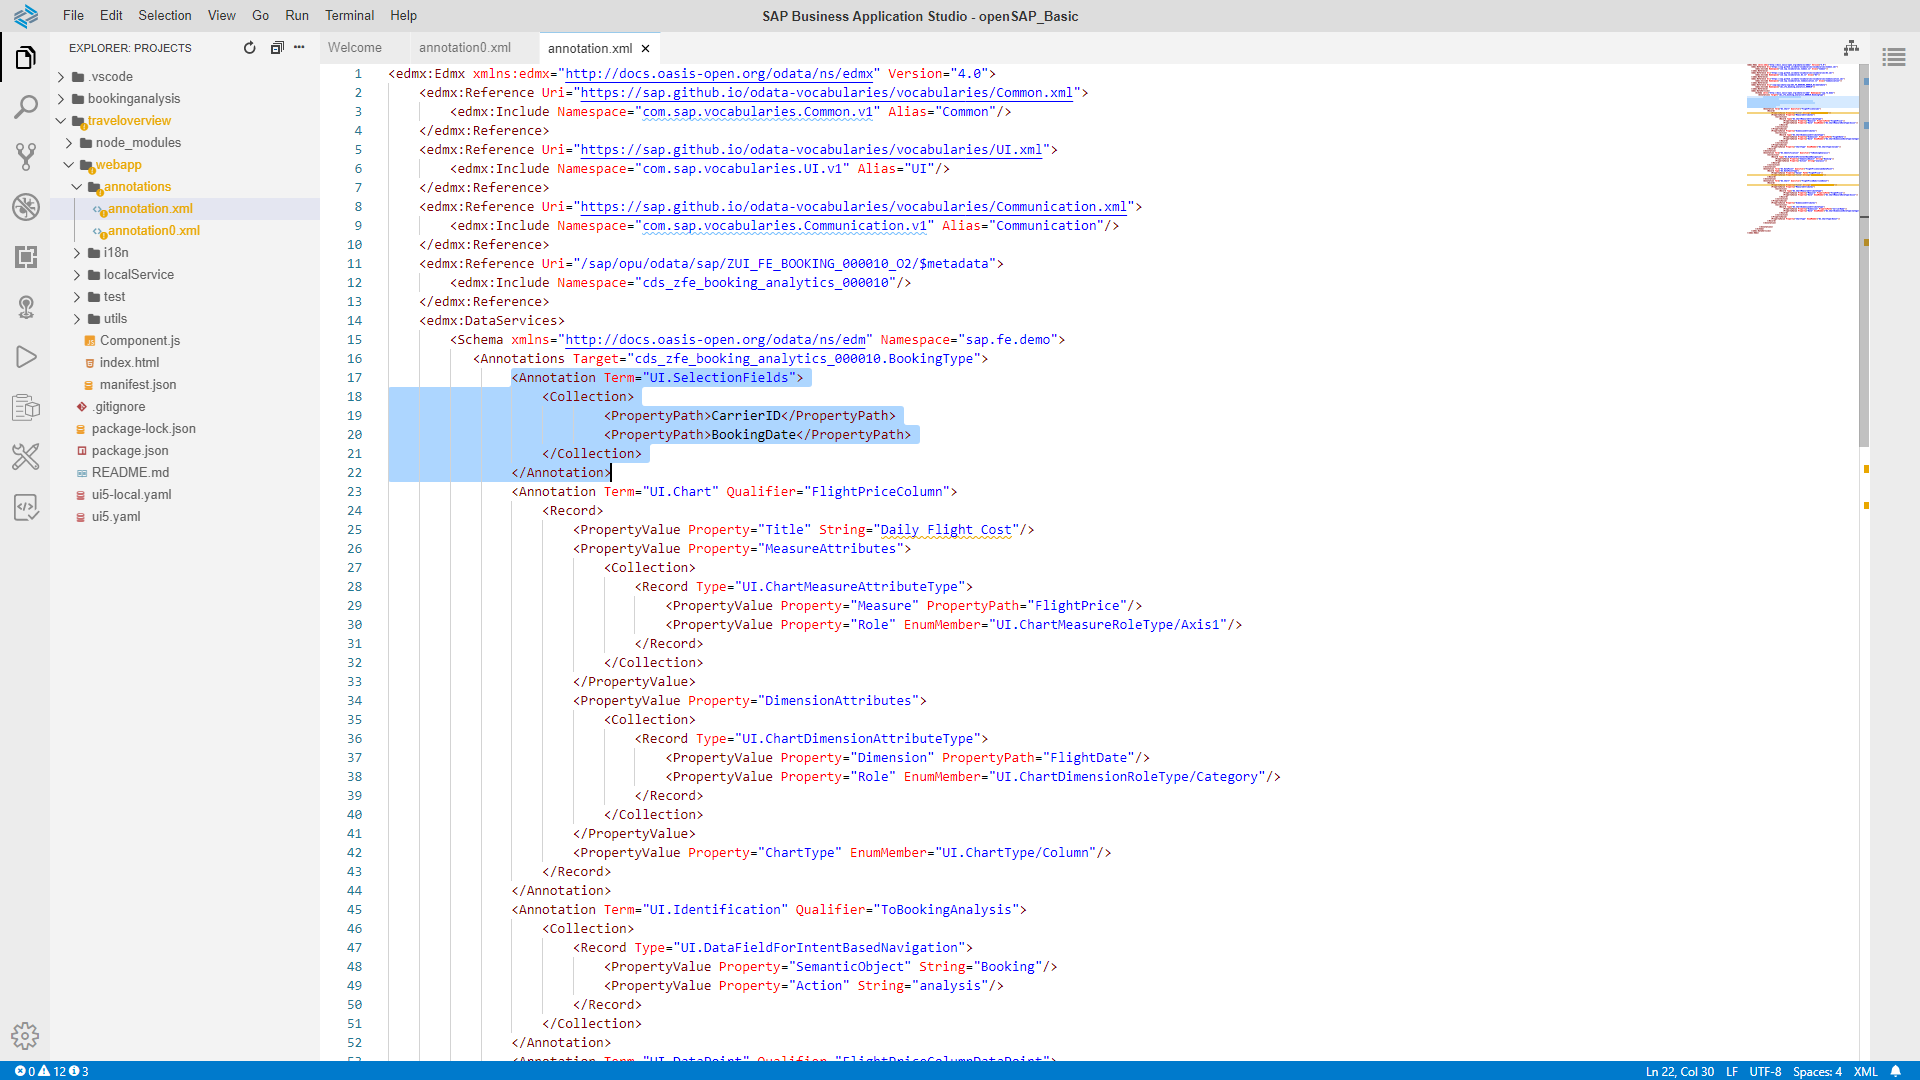 File Edit Selection View Go Run Terminal Help
SAP Business Application Studio - openSAP_Basic
EXPLORER: PROJECTS
.vscode
bookinganalysis
traveloverview
node_modules
webapp
annotations
annotation.xml
annotation0.xml
i18n
localService
test
utils
Component.js
index.html
manifest.json
.gitignore
package-lock.json
package.json
README.md
ui5-local.yaml
ui5.yaml
Welcome annotation0.xml annotation.xml
1 <edmx:Edmx xmlns:edmx="http://docs.oasis-open.org/odata/ns/edmx" Version="4.0">
2 <edmx:Reference Uri="https://sap.github.io/odata-vocabularies/vocabularies/Common.xml">
3 <edmx:Include Namespace="com.sap.vocabularies.Common.v1" Alias="Common"/>
4 </edmx:Reference>
5 <edmx:Reference Uri="https://sap.github.io/odata-vocabularies/vocabularies/UI.xml">
6 <edmx:Include Namespace="com.sap.vocabularies.UI.v1" Alias="UI"/>
7 </edmx:Reference>
8 <edmx:Reference Uri="https://sap.github.io/odata-vocabularies/vocabularies/Communication.xml">
9 <edmx:Include Namespace="com.sap.vocabularies.Communication.v1" Alias="Communication"/>
10 </edmx:Reference>
11 <edmx:Reference Uri="/sap/opu/odata/sap/ZUI_FE_BOOKING_000010_O2/$metadata">
12 <edmx:Include Namespace="cds_zfe_booking_analytics_000010"/>
13 </edmx:Reference>
14 <edmx:DataServices>
15 <Schema xmlns="http://docs.oasis-open.org/odata/ns/edm" Namespace="sap.fe.demo">
16 <Annotations Target="cds_zfe_booking_analytics_000010.BookingType">
17 <Annotation Term="UI.SelectionFields">
18 <Collection>
19 <PropertyPath>CarrierID</PropertyPath>
20 <PropertyPath>BookingDate</PropertyPath>
21 </Collection>
22 </Annotation>
23 <Annotation Term="UI.Chart" Qualifier="FlightPriceColumn">
24 <Record>
25 <PropertyValue Property="Title" String="Daily Flight Cost"/>
26 <PropertyValue Property="MeasureAttributes">
27 <Collection>
28 <Record Type="UI.ChartMeasureAttributeType">
29 <PropertyValue Property="Measure" PropertyPath="FlightPrice"/>
30 <PropertyValue Property="Role" EnumMember="UI.ChartMeasureRoleType/Axis1"/>
31 </Record>
32 </Collection>
33 </PropertyValue>
34 <PropertyValue Property="DimensionAttributes">
35 <Collection>
36 <Record Type="UI.ChartDimensionAttributeType">
37 <PropertyValue Property="Dimension" PropertyPath="FlightDate"/>
38 <PropertyValue Property="Role" EnumMember="UI.ChartDimensionRoleType/Category"/>
39 </Record>
40 </Collection>
41 </PropertyValue>
42 <PropertyValue Property="ChartType" EnumMember="UI.ChartType/Column"/>
43 </Record>
44 </Annotation>
45 <Annotation Term="UI.Identification" Qualifier="ToBookingAnalysis">
46 <Collection>
47 <Record Type="UI.DataFieldForIntentBasedNavigation">
48 <PropertyValue Property="SemanticObject" String="Booking"/>
49 <PropertyValue Property="Action" String="analysis"/>
50 </Record>
51 </Collection>
52 </Annotation>
53 <Annotation Term="UI.DataPoint" Qualifier="FlightPriceColumnDataPoint">
0 12 3
Ln 22, Col 30 LF UTF-8 Spaces: 4 XML